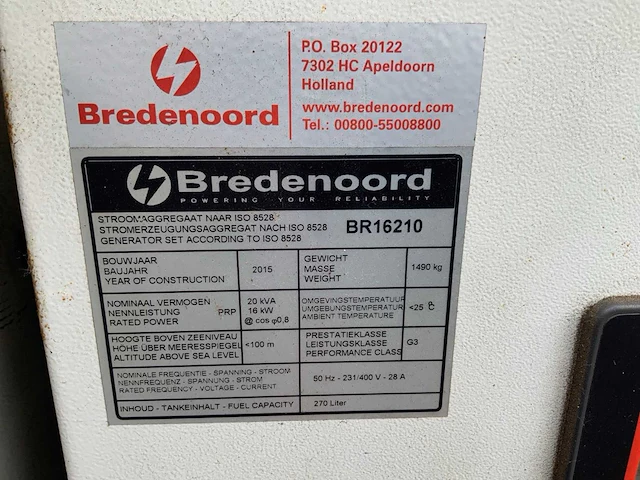 Bredenoord
P.O. Box 20122
7302 HC Apeldoorn
Holland
www.bredenoord.com
Tel.: 00800-55008800
Bredenoord
POWERING YOUR RELIABILITY
STROOMAGGREGAAT NAAR ISO 8528
STROMERZEUGUNGSAGGREGAT NACH ISO 8528
GENERATOR SET ACCORDING TO ISO 8528
BR16210
BOUWJAAR
BAUJAHR
YEAR OF CONSTRUCTION
2015
GEWICHT
MASSE
WEIGHT
1490 kg
NOMINAAL VERMOGEN
NENNLEISTUNG
RATED POWER
PRP
20 kVA
16 kW
@ cos φ0,8
OMGEVINGSTEMPERATUUR
UMGEBUNGSTEMPERATUR
AMBIENT TEMPERATURE
<25 °C
HOOGTE BOVEN ZEENIVEAU
HÖHE ÜBER MEERESSPIEGEL
ALTITUDE ABOVE SEA LEVEL
<100 m
PRESTATIEKLASSE
LEISTUNGSKLASSE
PERFORMANCE CLASS
G3
NOMINALE FREQUENTIE - SPANNING - STROOM
NENNFREQUENZ - SPANNUNG - STROM
RATED FREQUENCY - VOLTAGE - CURRENT
50 Hz - 231/400 V - 28 A
INHOUD - TANKEINHALT - FUEL CAPACITY
270 Liter